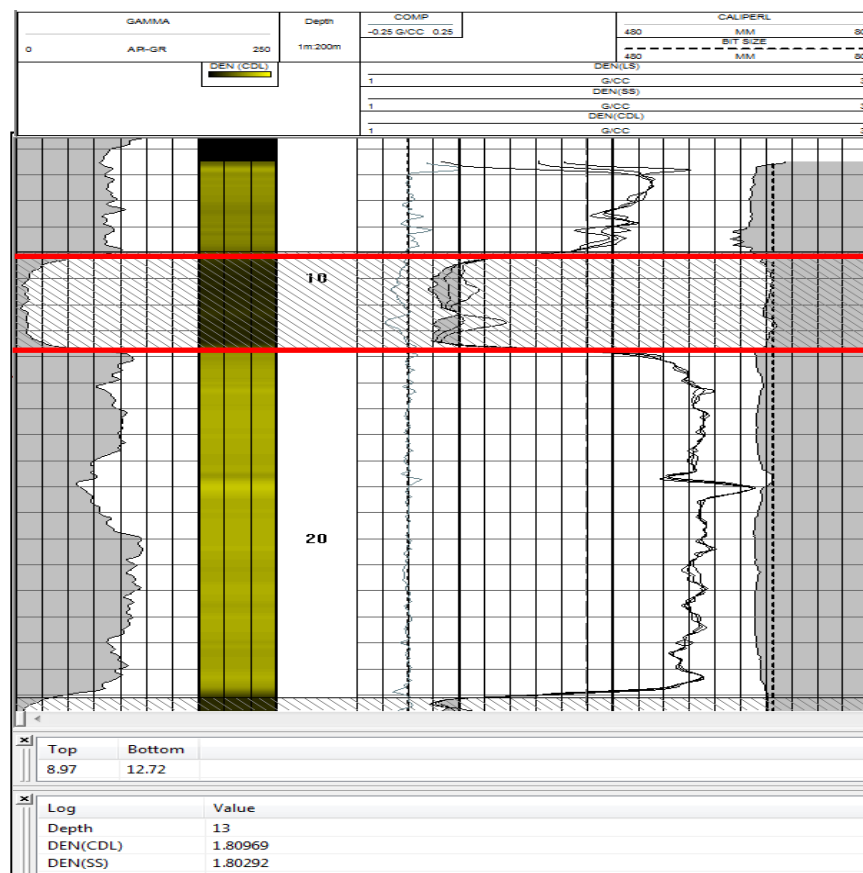 GAMMA
0 API-GR 250
DEN (CDL)
Depth
1m:200m
COMP
-0.25 G/CC 0.25
CALIPERL
480 MM
BIT SIZE
480 MM
DEN(LS)
1 G/CC
DEN(SS)
1 G/CC
DEN(CDL)
1 G/CC
10
20
Top Bottom
8.97 12.72
Log Value
Depth 13
DEN(CDL) 1.80969
DEN(SS) 1.80292